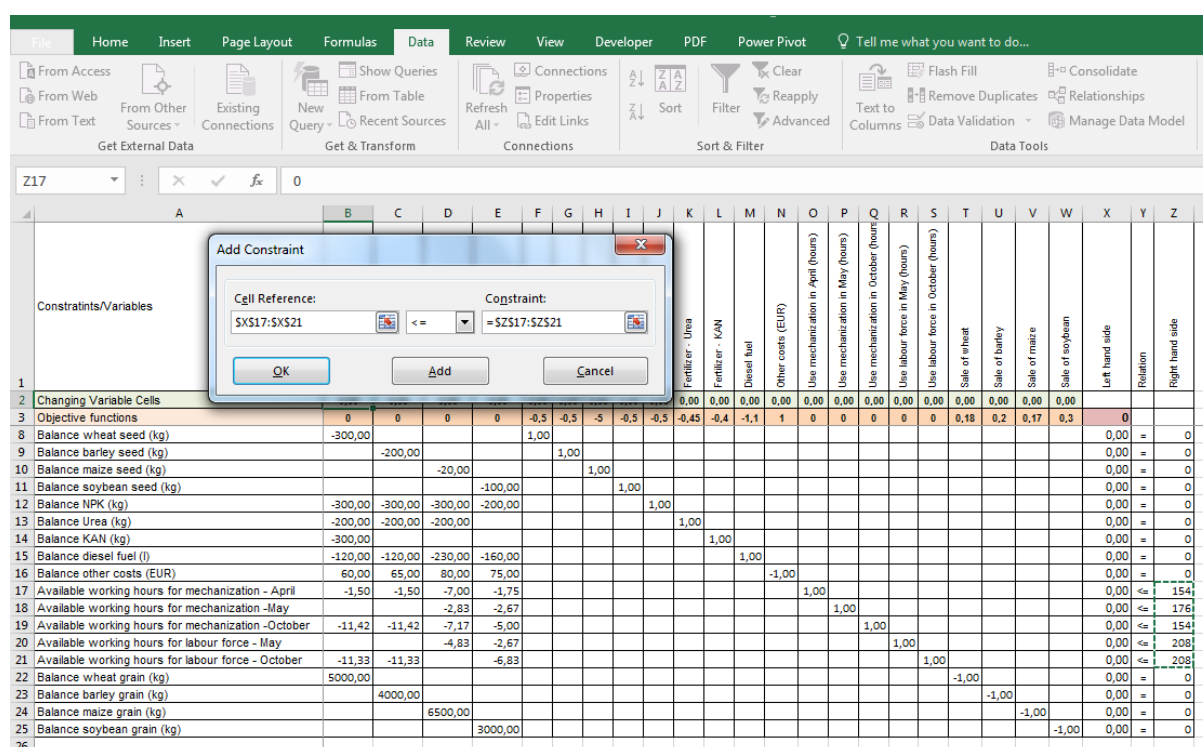 File Home Insert Page Layout Formulas Data Review View Developer PDF Power Pivot Tell me what you want to do...
From Access
From Web
From Text
From Other Sources
Existing Connections
Get External Data
New Query
Show Queries
From Table
Recent Sources
Get & Transform
Refresh All
Connections
Properties
Edit Links
Connections
Sort
Filter
Clear
Reapply
Advanced
Sort & Filter
Text to Columns
Flash Fill
Remove Duplicates
Data Validation
Consolidate
Relationships
Manage Data Model
Data Tools
Z17 fx 0
A B C D E F G H I J K L M N O P Q R S T U V W X Y Z
Add Constraint
Cell Reference: Constraint:
$X$17:$X$21 <= =$Z$17:$Z$21
OK Add Cancel
1 Constratints/Variables
Fertilizer - Urea
Fertilizer - KAN
Diesel fuel
Other costs (EUR)
Use mechanization in April (hours)
Use mechanization in May (hours)
Use mechanization in October (hours
Use labour force in May (hours)
Use labour force in October (hours)
Sale of wheat
Sale of barley
Sale of maize
Sale of soybean
Left hand side
Relation
Right hand side
2 Changing Variable Cells 0,00 0,00 0,00 0,00 0,00 0,00 0,00 0,00 0,00 0,00 0,00 0,00 0,00
3 Objective functions 0 0 0 0 -0,5 -0,5 -5 -0,5 -0,5 -0,45 -0,4 -1,1 1 0 0 0 0 0 0,18 0,2 0,17 0,3 0
8 Balance wheat seed (kg) -300,00 1,00 0,00 = 0
9 Balance barley seed (kg) -200,00 1,00 0,00 = 0
10 Balance maize seed (kg) -20,00 1,00 0,00 = 0
11 Balance soybean seed (kg) -100,00 1,00 0,00 = 0
12 Balance NPK (kg) -300,00 -300,00 -300,00 -200,00 1,00 0,00 = 0
13 Balance Urea (kg) -200,00 -200,00 -200,00 1,00 0,00 = 0
14 Balance KAN (kg) -300,00 1,00 0,00 = 0
15 Balance diesel fuel (l) -120,00 -120,00 -230,00 -160,00 1,00 0,00 = 0
16 Balance other costs (EUR) 60,00 65,00 80,00 75,00 -1,00 0,00 = 0
17 Available working hours for mechanization - April -1,50 -1,50 -7,00 -1,75 1,00 0,00 <= 154
18 Available working hours for mechanization -May -2,83 -2,67 1,00 0,00 <= 176
19 Available working hours for mechanization -October -11,42 -11,42 -7,17 -5,00 1,00 0,00 <= 154
20 Available working hours for labour force - May -4,83 -2,67 1,00 0,00 <= 208
21 Available working hours for labour force - October -11,33 -11,33 -6,83 1,00 0,00 <= 208
22 Balance wheat grain (kg) 5000,00 -1,00 0,00 = 0
23 Balance barley grain (kg) 4000,00 -1,00 0,00 = 0
24 Balance maize grain (kg) 6500,00 -1,00 0,00 = 0
25 Balance soybean grain (kg) 3000,00 -1,00 0,00 = 0